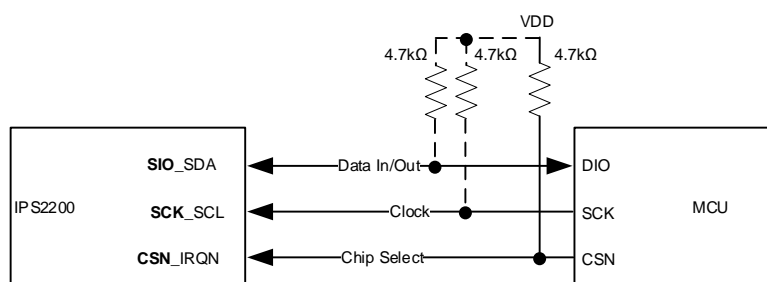 VDD
4.7kΩ 4.7kΩ 4.7kΩ
SIO_SDA Data In/Out DIO
IPS2200 SCK_SCL Clock SCK MCU
CSN_IRQN Chip Select CSN